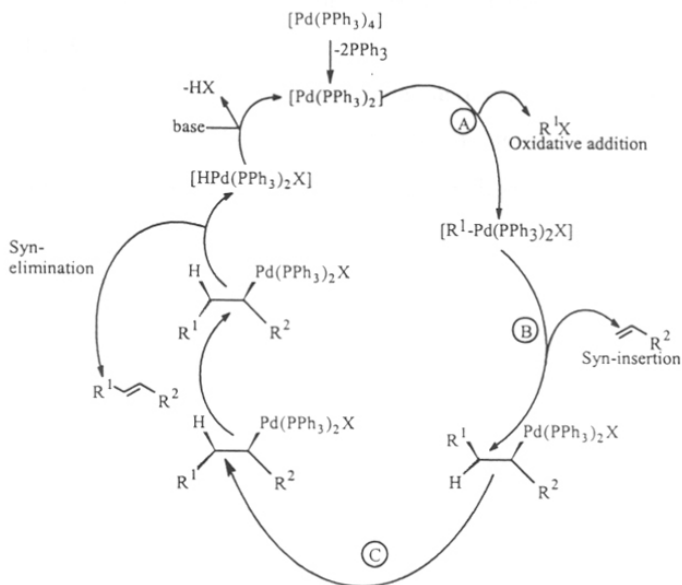 [Pd(PPh3)4]
-2PPh3
[Pd(PPh3)2]
-HX
base
A
R1X
Oxidative addition
[HPd(PPh3)2X]
[R1-Pd(PPh3)2X]
Syn-
elimination
H
Pd(PPh3)2X
R1
R2
B
R2
Syn-insertion
R1
R2
H
Pd(PPh3)2X
R1
R2
R1
Pd(PPh3)2X
H
R2
C